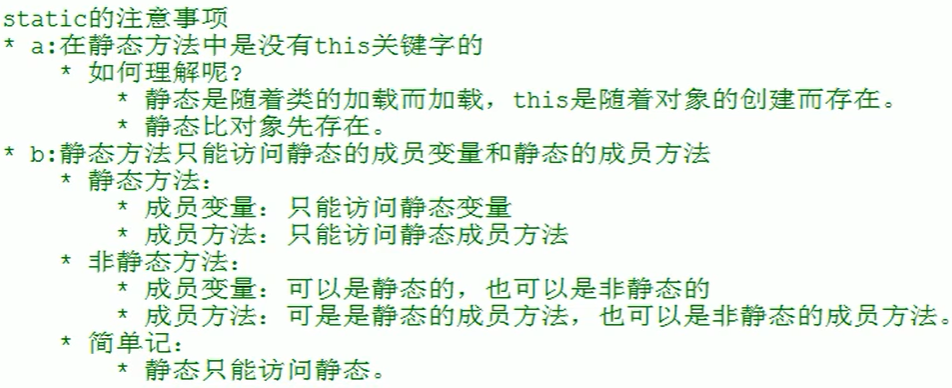 static的注意事项
* a:在静态方法中是没有this关键字的
* 如何理解呢?
* 静态是随着类的加载而加载，this是随着对象的创建而存在。
* 静态比对象先存在。
* b:静态方法只能访问静态的成员变量和静态的成员方法
* 静态方法：
* 成员变量：只能访问静态变量
* 成员方法：只能访问静态成员方法
* 非静态方法：
* 成员变量：可以是静态的，也可以是非静态的
* 成员方法：可是是静态的成员方法，也可以是非静态的成员方法。
* 简单记：
* 静态只能访问静态。